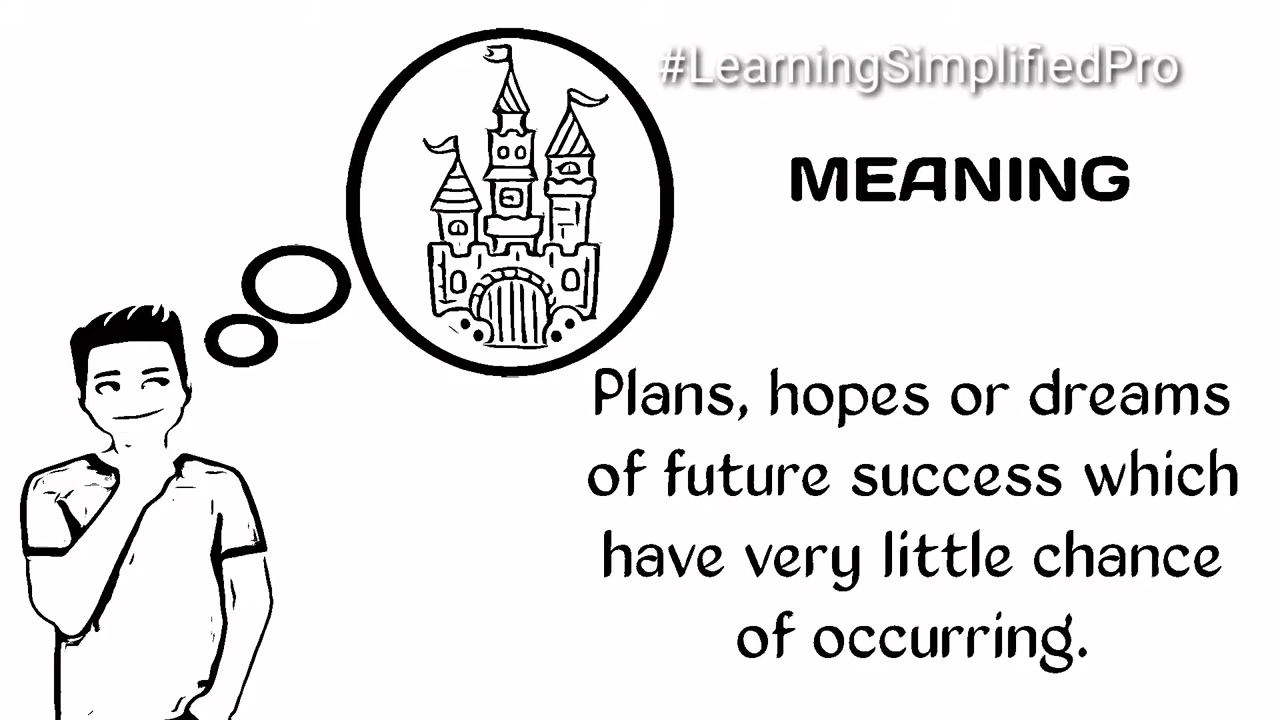 #LearningSimplifiedPro
MEANING
Plans, hopes or dreams
of future success which
have very little chance
of occurring.